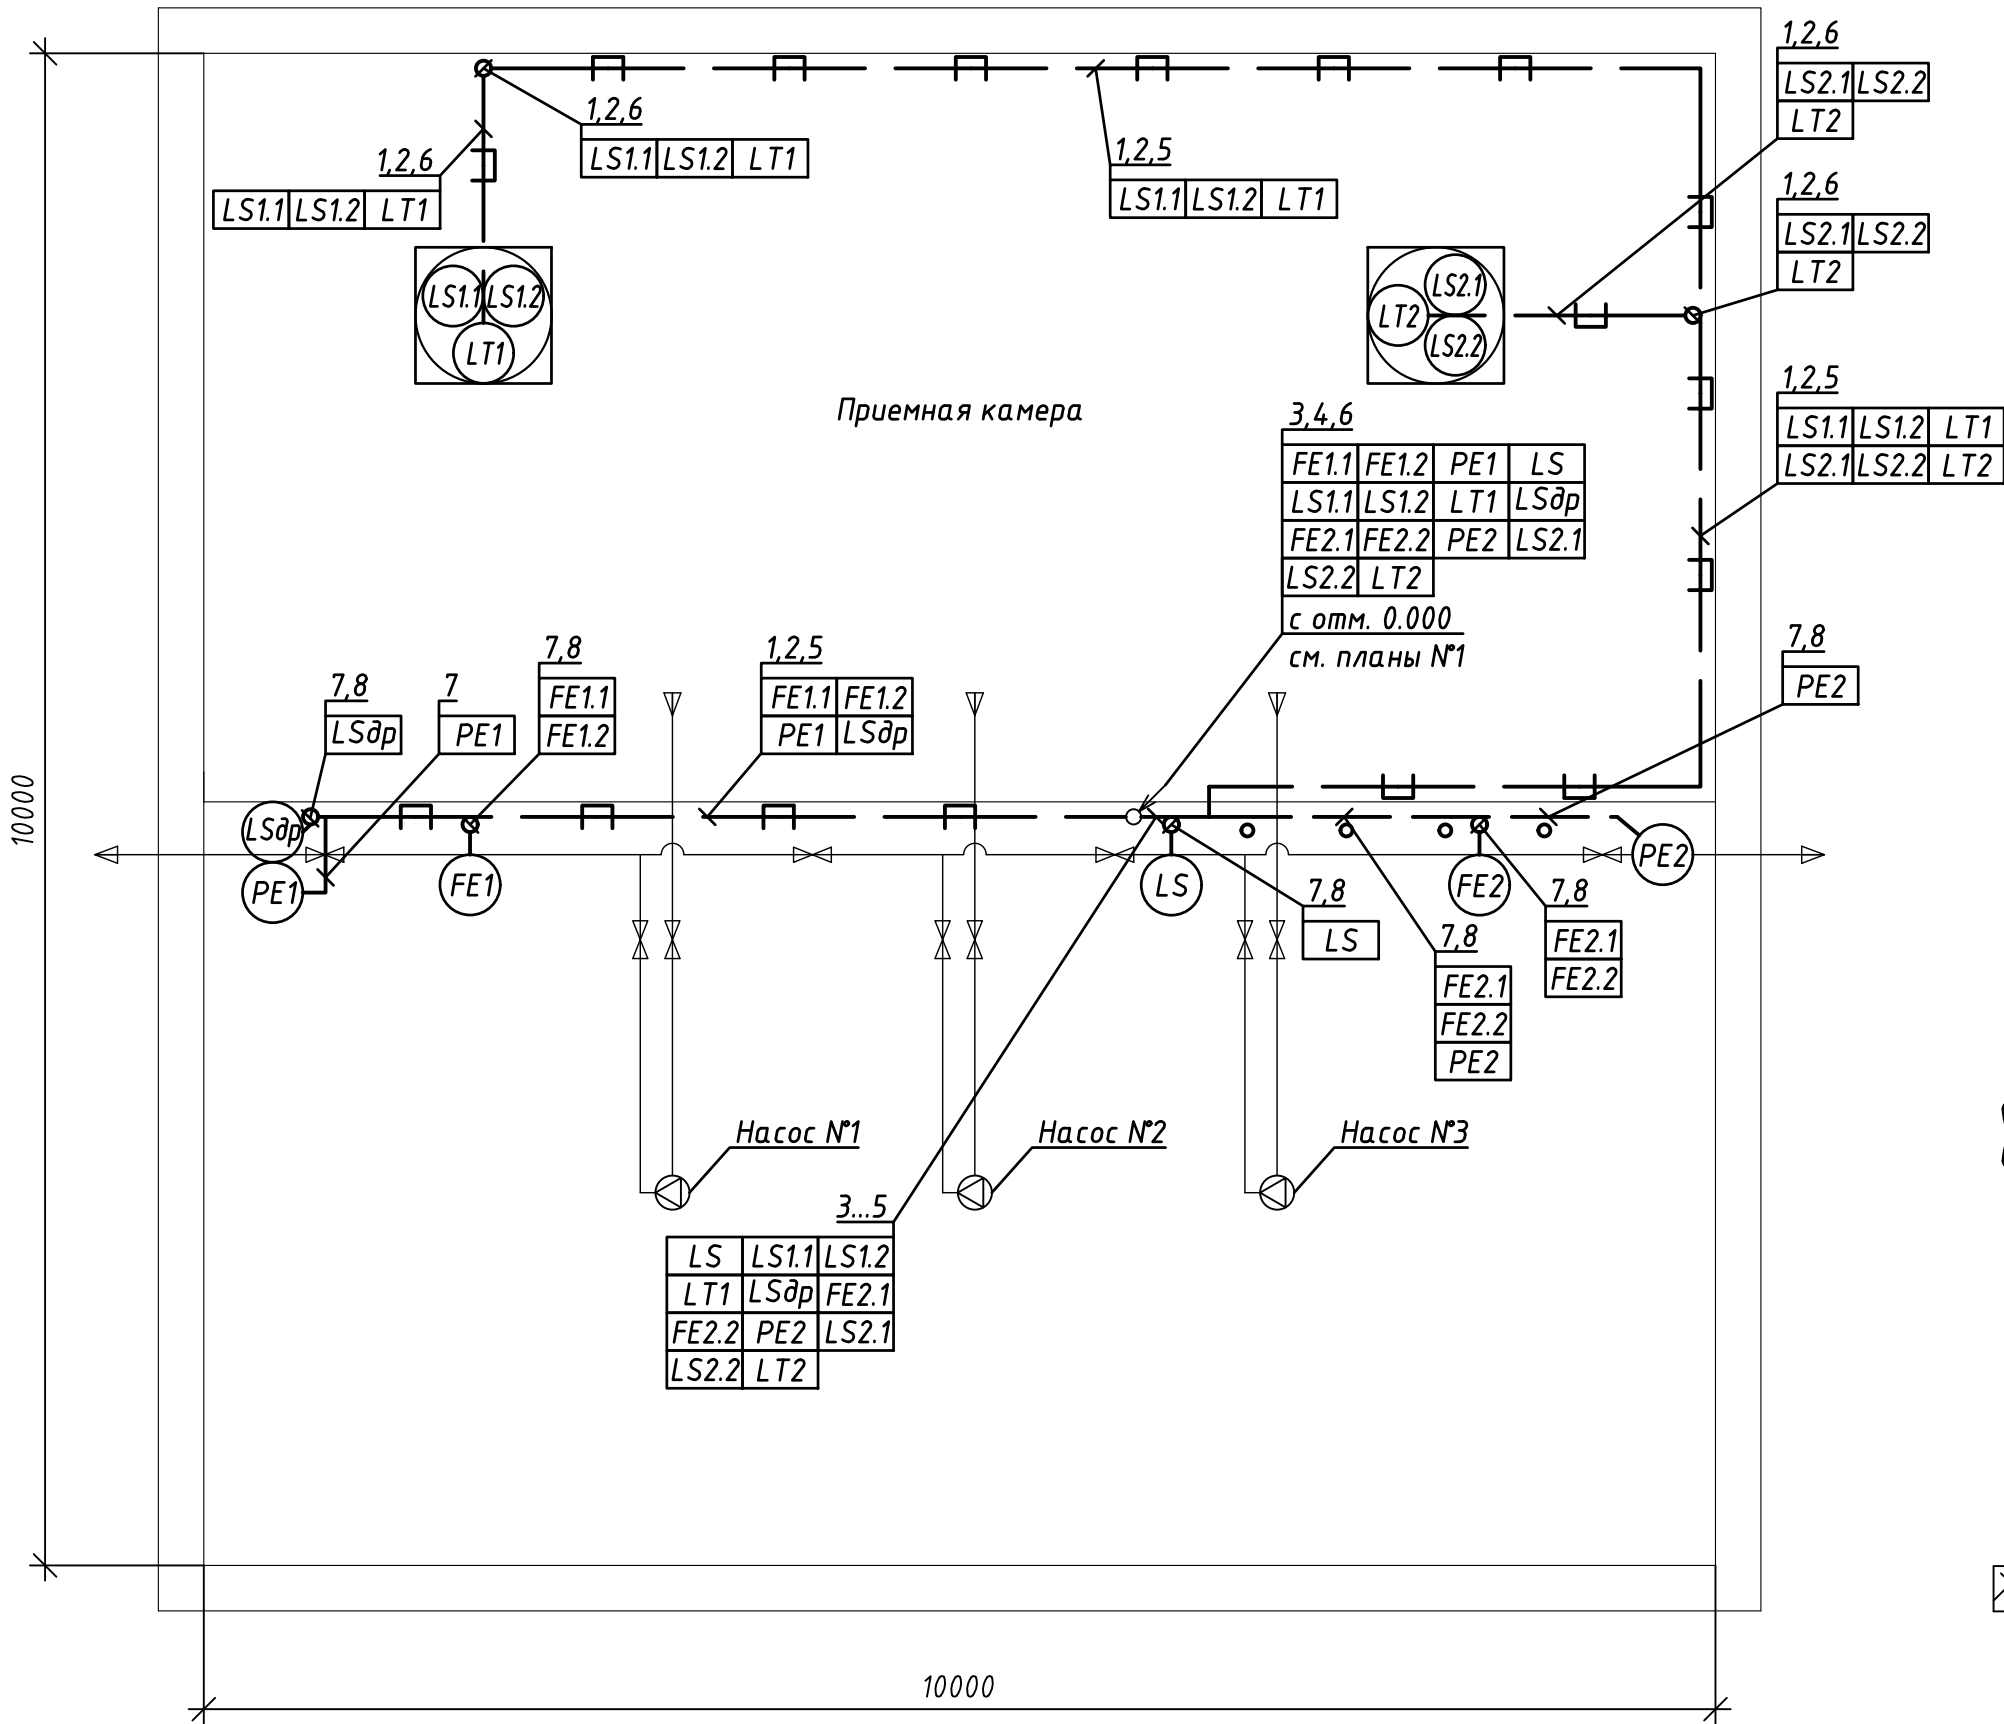 1,2,6
LS2.1 LS2.2
LT2
1,2,6
LS1.1 LS1.2 LT1
1,2,6
LS1.1 LS1.2 LT1
1,2,5
LS1.1 LS1.2 LT1
1,2,6
LS2.1 LS2.2
LT2
LS1.1 LS1.2
LT1
LS2.1
LT2
LS2.2
Приемная камера
1,2,5
LS1.1 LS1.2 LT1
LS2.1 LS2.2 LT2
3,4,6
FE1.1 FE1.2 PE1 LS
LS1.1 LS1.2 LT1 LSдр
FE2.1 FE2.2 PE2 LS2.1
LS2.2 LT2
с отм. 0.000
см. планы №1
7,8
LSдр
7
PE1
7,8
FE1.1
FE1.2
1,2,5
FE1.1 FE1.2
PE1 LSдр
7,8
PE2
10000
LSдр
PE1
FE1
LS
FE2
PE2
7,8
LS
7,8
FE2.1
FE2.2
PE2
7,8
FE2.1
FE2.2
Насос №1
Насос №2
Насос №3
3...5
LS LS1.1 LS1.2
LT1 LSдр FE2.1
FE2.2 PE2 LS2.1
LS2.2 LT2
10000